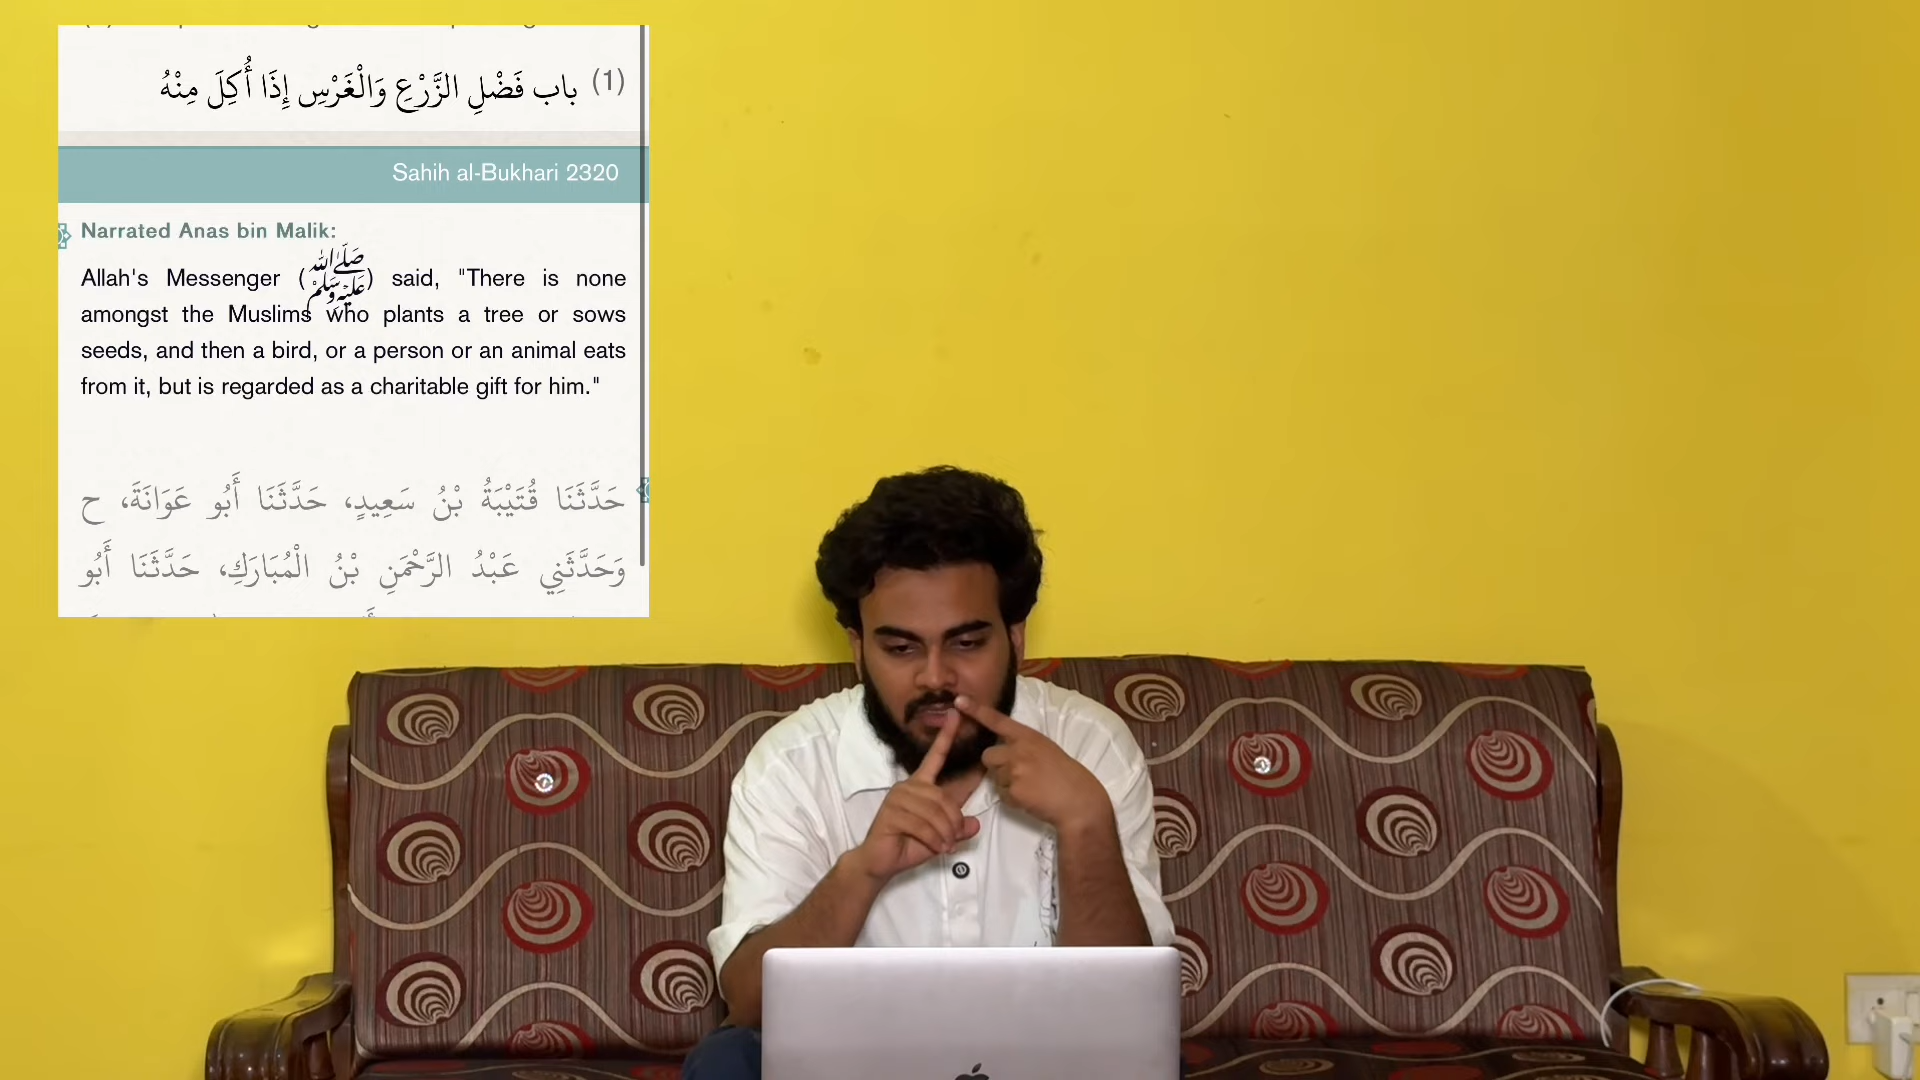 (1) باب فَضْلِ الزَّرْعِ وَالْغَرْسِ إِذَا أُكِلَ مِنْهُ
Sahih al-Bukhari 2320
Narrated Anas bin Malik:
Allah's Messenger (ﷺ) said, "There is none
amongst the Muslims who plants a tree or sows
seeds, and then a bird, or a person or an animal eats
from it, but is regarded as a charitable gift for him."
حَدَّثَنَا قُتَيْبَةُ بْنُ سَعِيدٍ، حَدَّثَنَا أَبُو عَوَانَةَ، ح
وَحَدَّثَنِي عَبْدُ الرَّحْمَنِ بْنُ الْمُبَارَكِ، حَدَّثَنَا أَبُو